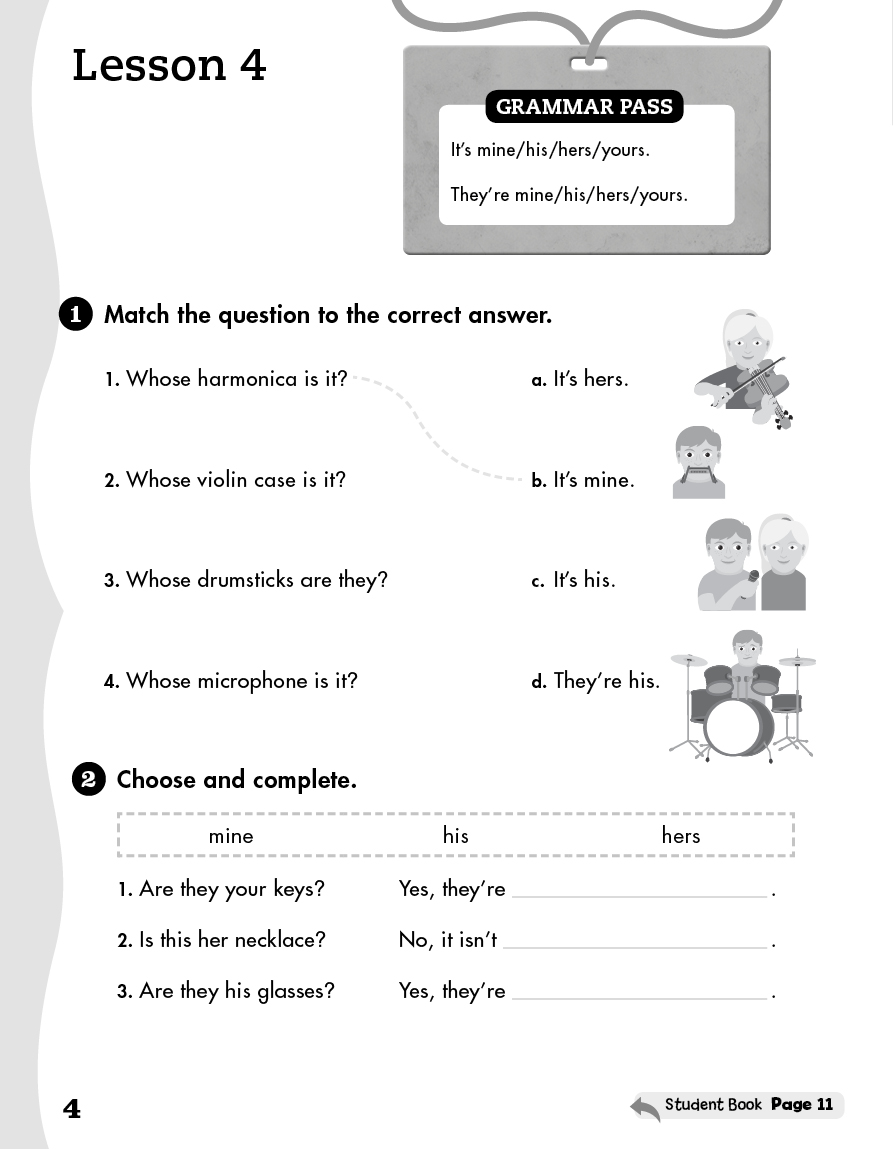 Lesson 4
GRAMMAR PASS
It's mine/his/hers/yours.
They're mine/his/hers/yours.
1 Match the question to the correct answer.
1. Whose harmonica is it?
a. It's hers.
2. Whose violin case is it?
b. It's mine.
3. Whose drumsticks are they?
c. It's his.
4. Whose microphone is it?
d. They're his.
2 Choose and complete.
mine his hers
1. Are they your keys? Yes, they're .
2. Is this her necklace? No, it isn't .
3. Are they his glasses? Yes, they're .
4
Student Book Page 11